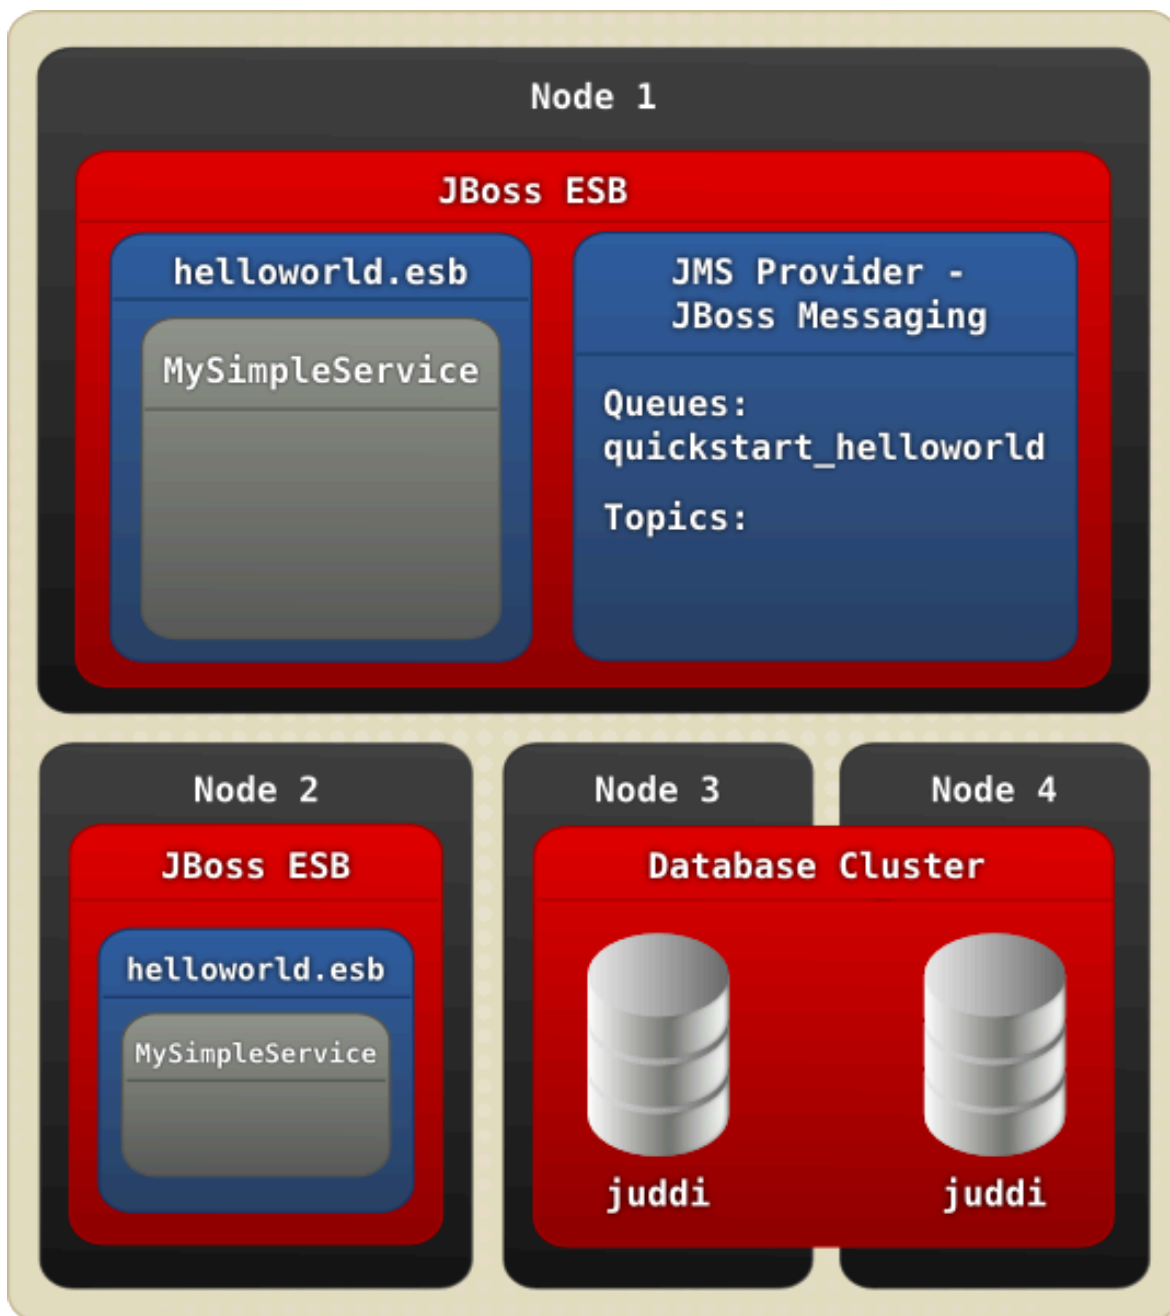 Node 1
JBoss ESB
helloworld.esb
MySimpleService
JMS Provider -
JBoss Messaging
Queues:
quickstart_helloworld
Topics:
Node 2
JBoss ESB
helloworld.esb
MySimpleService
Node 3
Node 4
Database Cluster
juddi
juddi